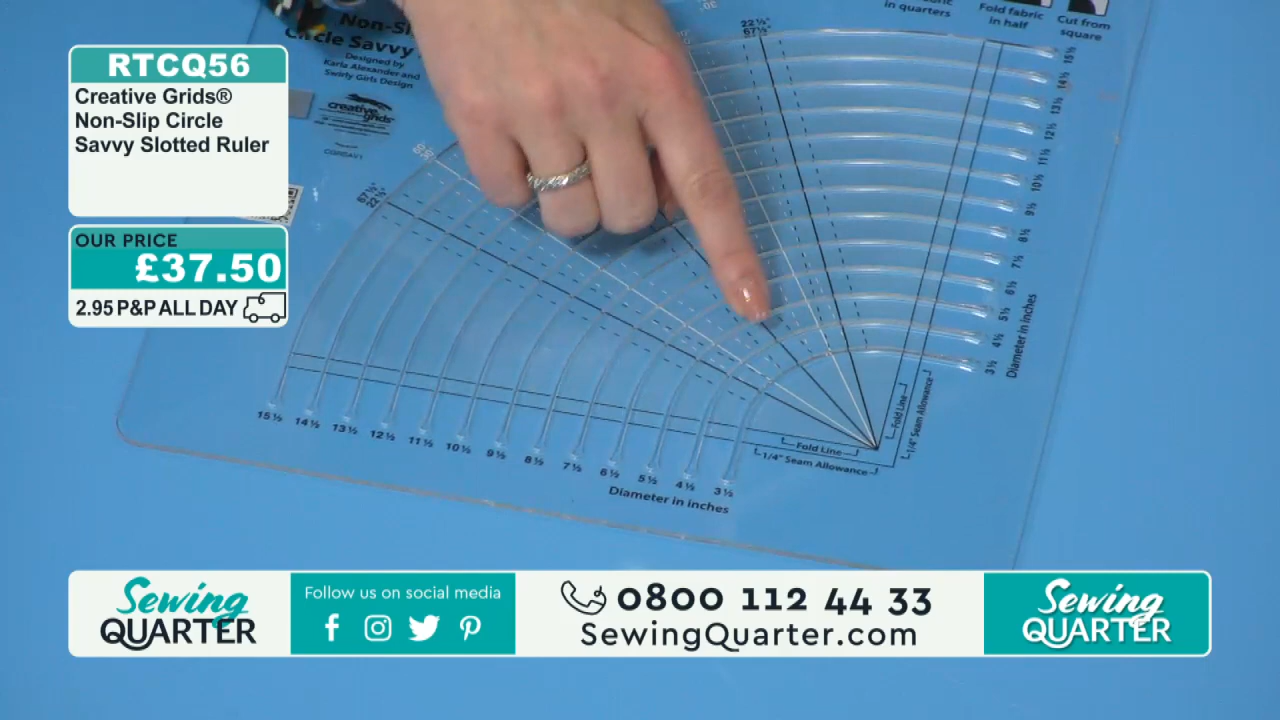 RTCQ56
Creative Grids®
Non-Slip Circle
Savvy Slotted Ruler
OUR PRICE
£37.50
2.95 P&P ALL DAY
Circle Savvy
Designed by
Karla Alexander and
Swirly Girls Design
creative
grids
in quarters
Fold fabric
in half
Cut from
square
22½°
67½°
67½°
22½°
15½
14½
13½
12½
11½
10½
9½
8½
7½
6½
5½
4½
3½
Diameter in inches
Fold Line
1/4" Seam Allowance
Fold Line
1/4" Seam Allowance
15½ 14½ 13½ 12½ 11½ 10½ 9½ 8½ 7½ 6½ 5½ 4½ 3½
Diameter in inches
Sewing
QUARTER
Follow us on social media
0800 112 44 33
SewingQuarter.com
Sewing
QUARTER